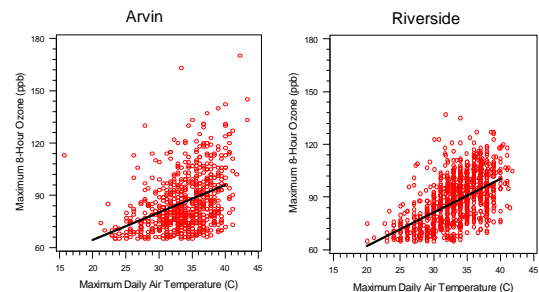 Arvin
Maximum 8-Hour Ozone (ppb)
180
150
120
90
60
15 20 25 30 35 40 45
Maximum Daily Air Temperature (C)
Riverside
Maximum 8-Hour Ozone (ppb)
180
150
120
90
60
15 20 25 30 35 40 45
Maximum Daily Air Temperature (C)